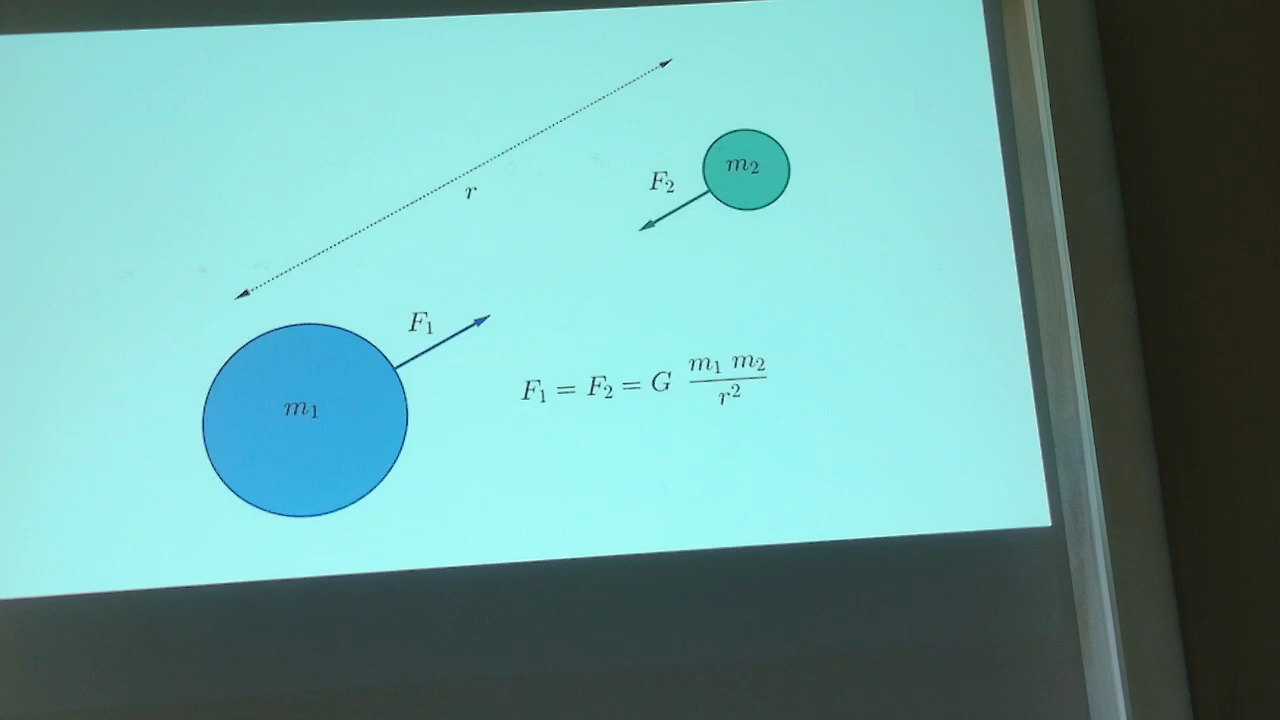 r
m₂
F₂
F₁
m₁
F₁ = F₂ = G m₁ m₂ / r²